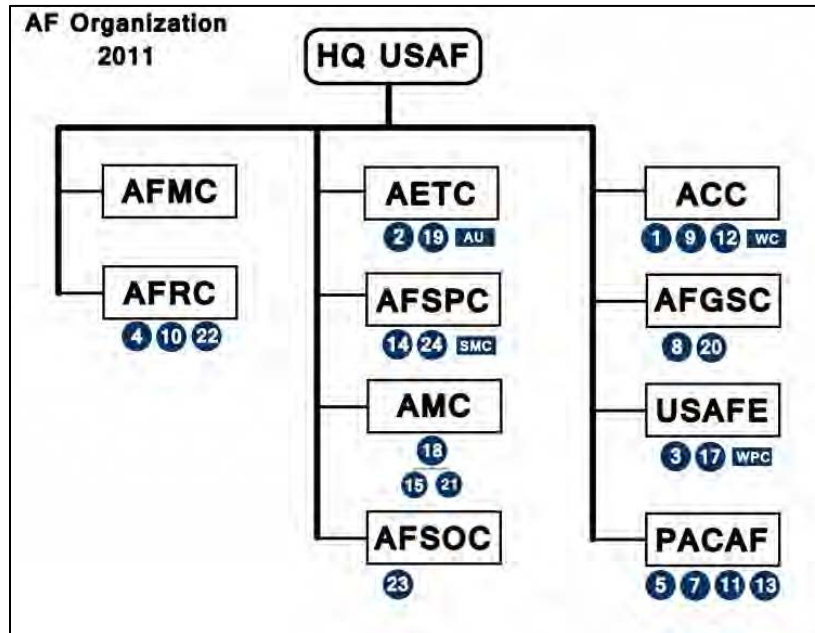 AF Organization
2011
HQ USAF
AFMC
AFRC
4 10 22
AETC
2 19 AU
AFSPC
14 24 SMC
AMC
18
15 21
AFSOC
23
ACC
1 9 12 WC
AFGSC
8 20
USAFE
3 17 WPC
PACAF
5 7 11 13